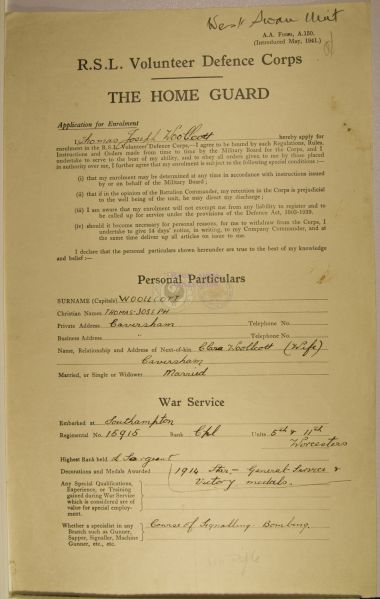 West Swan Unit
A.A. Form, A.150.
(Introduced May, 1941.)
R.S.L. Volunteer Defence Corps
THE HOME GUARD
Application for Enrolment
I, Thomas Joseph Woollcott hereby apply for
enrolment in the R.S.L. Volunteer Defence Corps,—I agree to be bound by such Regulations, Rules,
Instructions and Orders made from time to time by the Military Board for the Corps, and I
undertake to serve to the best of my ability, and to obey all orders given to me by those placed
in authority over me, I further agree that my enrolment is subject to the following special conditions:—
(i) that my enrolment may be determined at any time in accordance with instructions issued
by or on behalf of the Military Board;
(ii) that if in the opinion of the Battalion Commander, my retention in the Corps is prejudicial
to the well being of the unit, he may direct my discharge;
(iii) I am aware that my enrolment will not exempt me from any liability to register and to
be called up for service under the provisions of the Defence Act, 1903-1939.
(iv) should it become necessary for personal reasons, for me to withdraw from the Corps, I
undertake to give 14 days' notice, in writing, to my Company Commander, and at
the same time deliver up all articles on issue to me.
I declare that the personal particulars shown hereunder are true to the best of my knowledge
and belief:—
Personal Particulars
SURNAME (Capitals) WOOLLCOTT
Christian Names THOMAS-JOSEPH
Private Address Caversham Telephone No.
Business Address Telephone No.
Name, Relationship and Address of Next-of-kin Clara Woollcott (Wife)
Caversham
Married, or Single or Widower Married
War Service
Embarked at Southampton
Regimental No. 15915 Rank Cpl Units 5th & 11th
Worcesters
Highest Rank held L Sargeant
Decorations and Medals Awarded 1914 Star — General Service &
Victory medals.
Any Special Qualifications,
Experience, or Training
gained during War Service
which is considered are of
value for special employ-
ment.
Whether a specialist in any
Branch such as Gunner,
Sapper, Signaller, Machine
Gunner, etc., etc.
Course of Signalling Bombing.